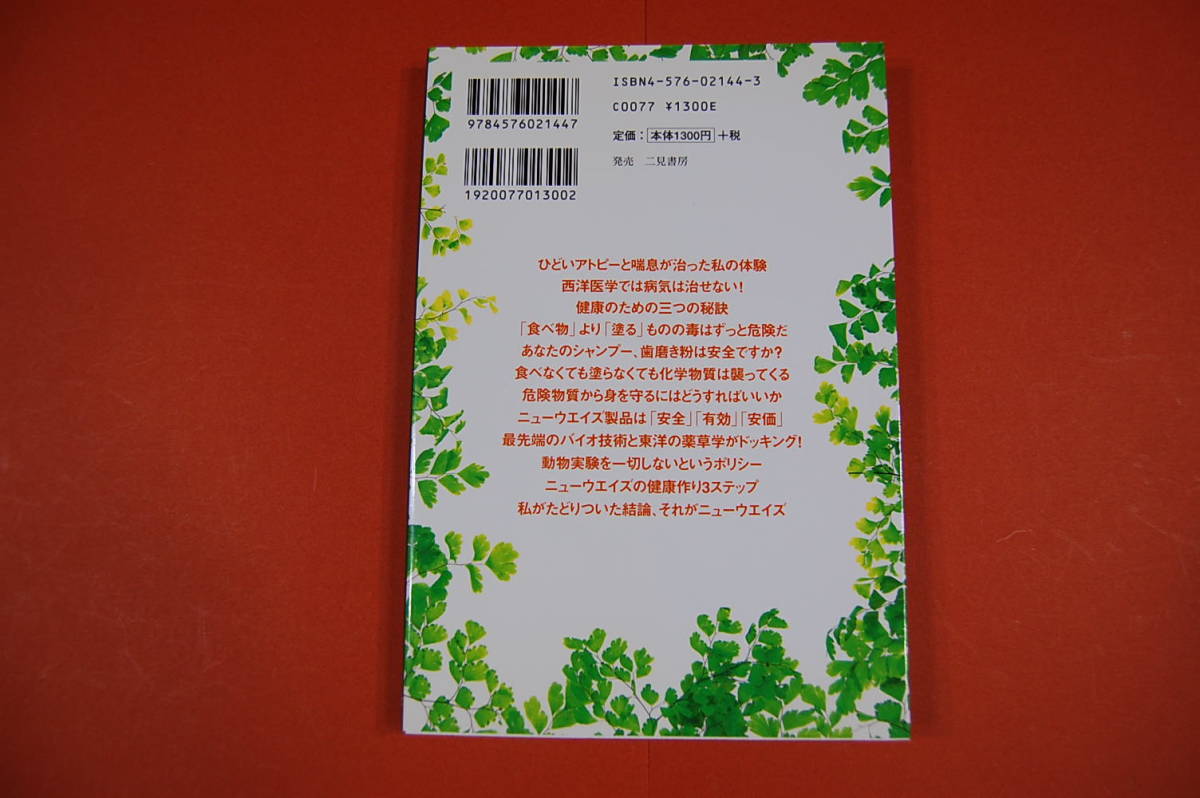 ISBN4-576-02144-3
C0077 ¥1300E
9784576021447
定価：本体1300円+税
発売 二見書房
1920077013002
ひどいアトピーと喘息が治った私の体験
西洋医学では病気は治せない！
健康のための三つの秘訣
「食べ物」より「塗る」ものの毒はずっと危険だ
あなたのシャンプー、歯磨き粉は安全ですか？
食べなくても塗らなくても化学物質は襲ってくる
危険物質から身を守るにはどうすればいいか
ニューウエイズ製品は「安全」「有効」「安価」
最先端のバイオ技術と東洋の薬草学がドッキング！
動物実験を一切しないというポリシー
ニューウエイズの健康作り3ステップ
私がたどりついた結論、それがニューウエイズ